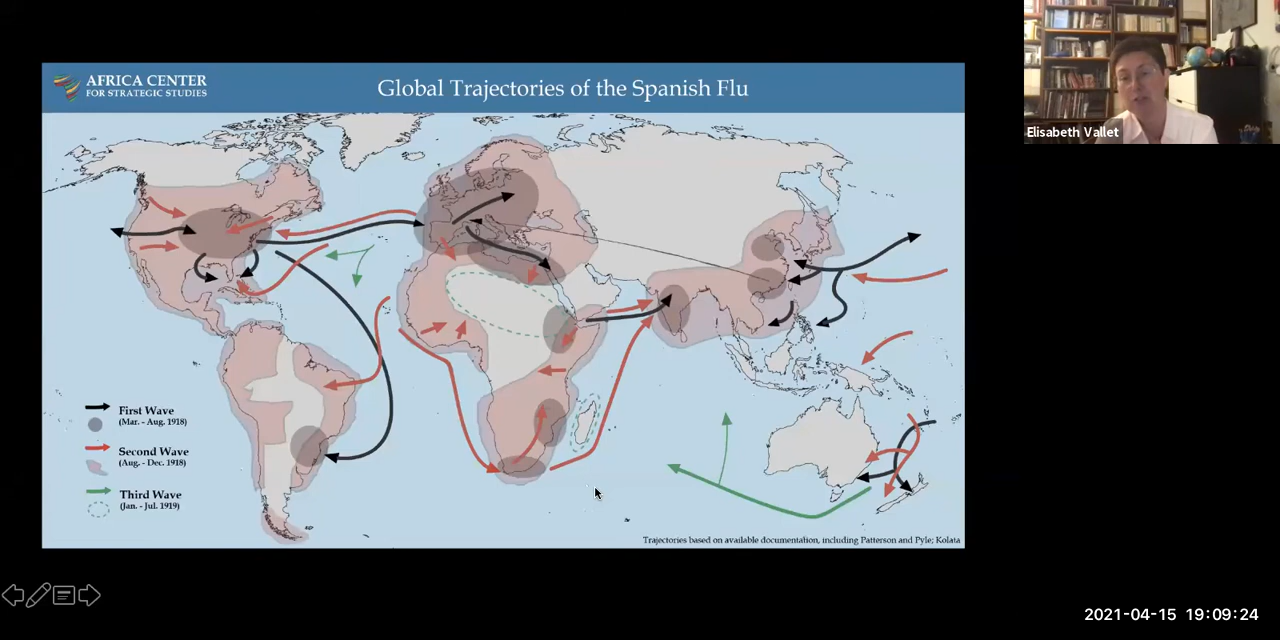 AFRICA CENTER
FOR STRATEGIC STUDIES
Global Trajectories of the Spanish Flu
Elisabeth Vallet
First Wave
(Mar. - Aug. 1918)
Second Wave
(Aug. - Dec. 1918)
Third Wave
(Jan. - Jul. 1919)
Trajectories based on available documentation, including Patterson and Pyle; Kolata
2021-04-15 19:09:24